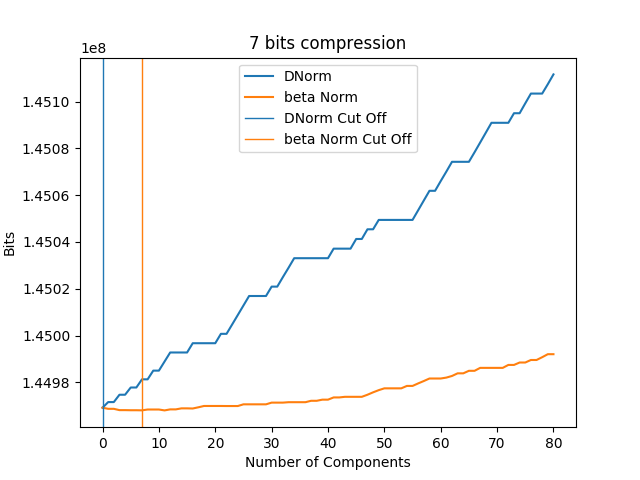 7 bits compression
1e8
DNorm
beta Norm
DNorm Cut Off
beta Norm Cut Off
1.4510
1.4508
1.4506
1.4504
1.4502
1.4500
1.4498
Bits
0 10 20 30 40 50 60 70 80
Number of Components